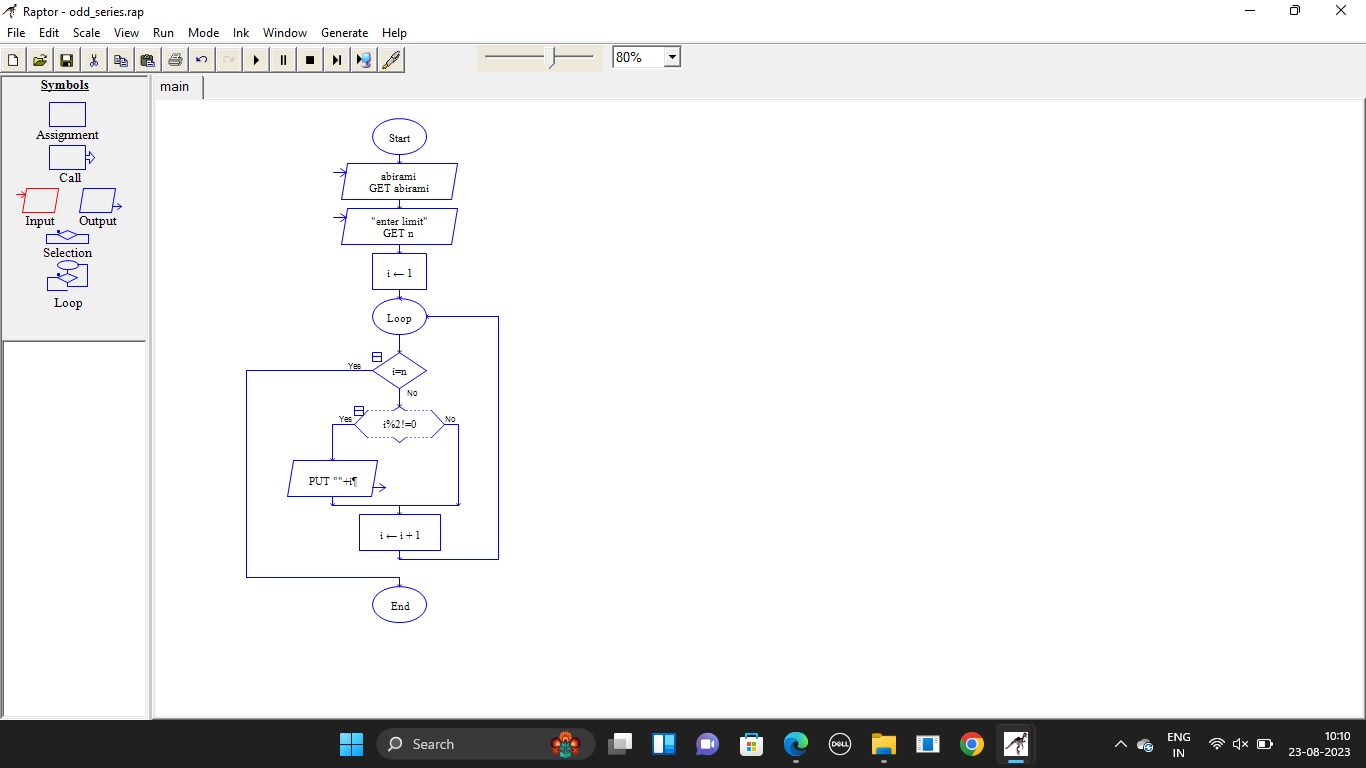 Raptor - odd_series.rap
File Edit Scale View Run Mode Ink Window Generate Help
80%
Symbols
Assignment
Call
Input Output
Selection
Loop
main
Start
abirami
GET abirami
"enter limit"
GET n
i ← 1
Loop
Yes
i=n
No
Yes
i%2!=0
No
PUT ""+i¶
i ← i + 1
End
Search
DELL
ENG
IN
10:10
23-08-2023